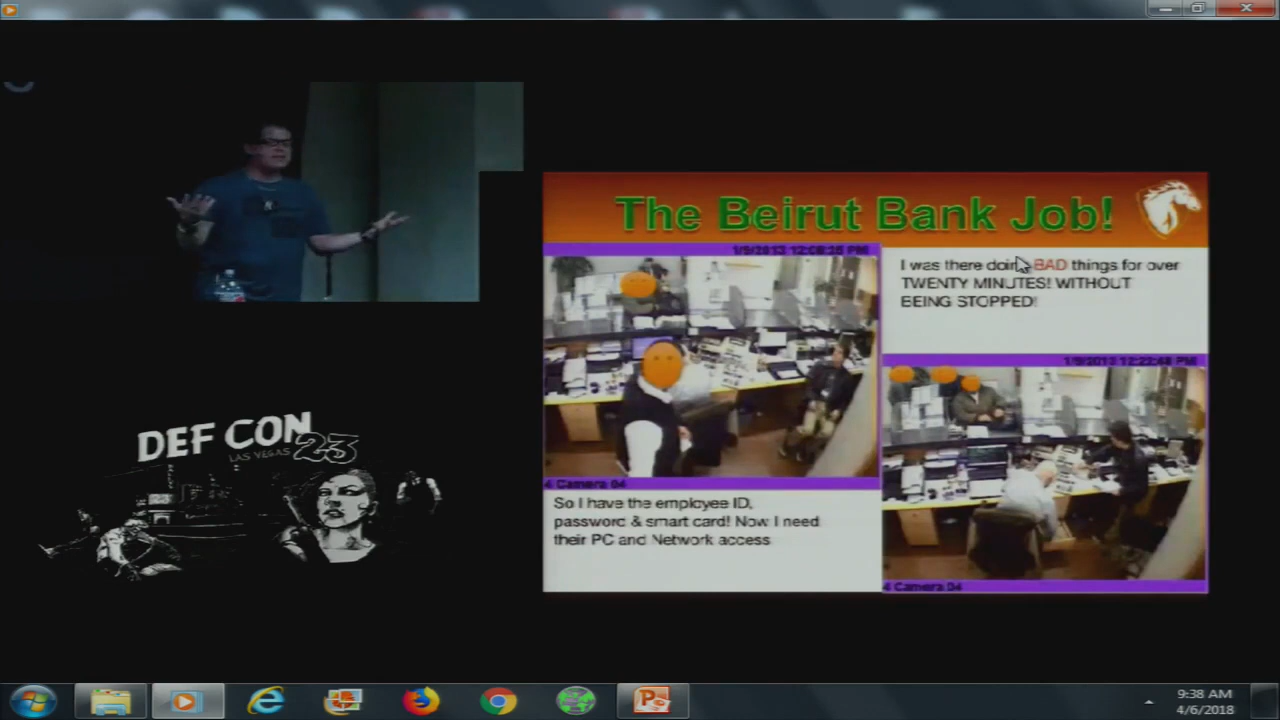 The Beirut Bank Job!
1/9/2013 12:08:25 PM
4 Camera 04
So I have the employee ID,
password & smart card! Now I need
their PC and Network access
I was there doing BAD things for over
TWENTY MINUTES! WITHOUT
BEING STOPPED!
1/9/2013 12:22:48 PM
4 Camera 04
DEF CON
LAS VEGAS 23
9:38 AM
4/6/2018